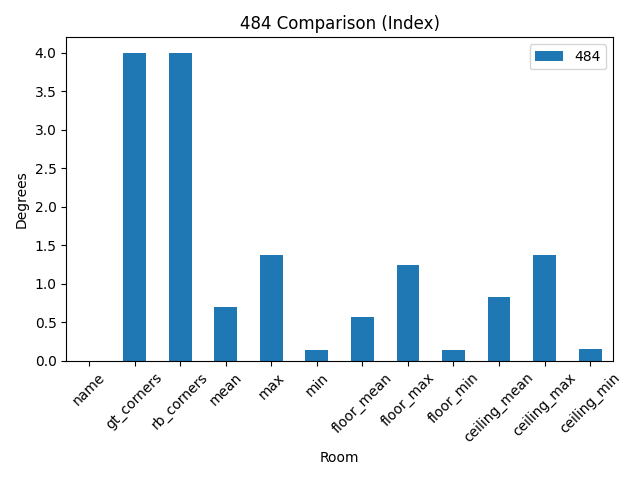 484 Comparison (Index)
484
Degrees
4.0
3.5
3.0
2.5
2.0
1.5
1.0
0.5
0.0
name
gt_corners
rb_corners
mean
max
min
floor_mean
floor_max
floor_min
ceiling_mean
ceiling_max
ceiling_min
Room